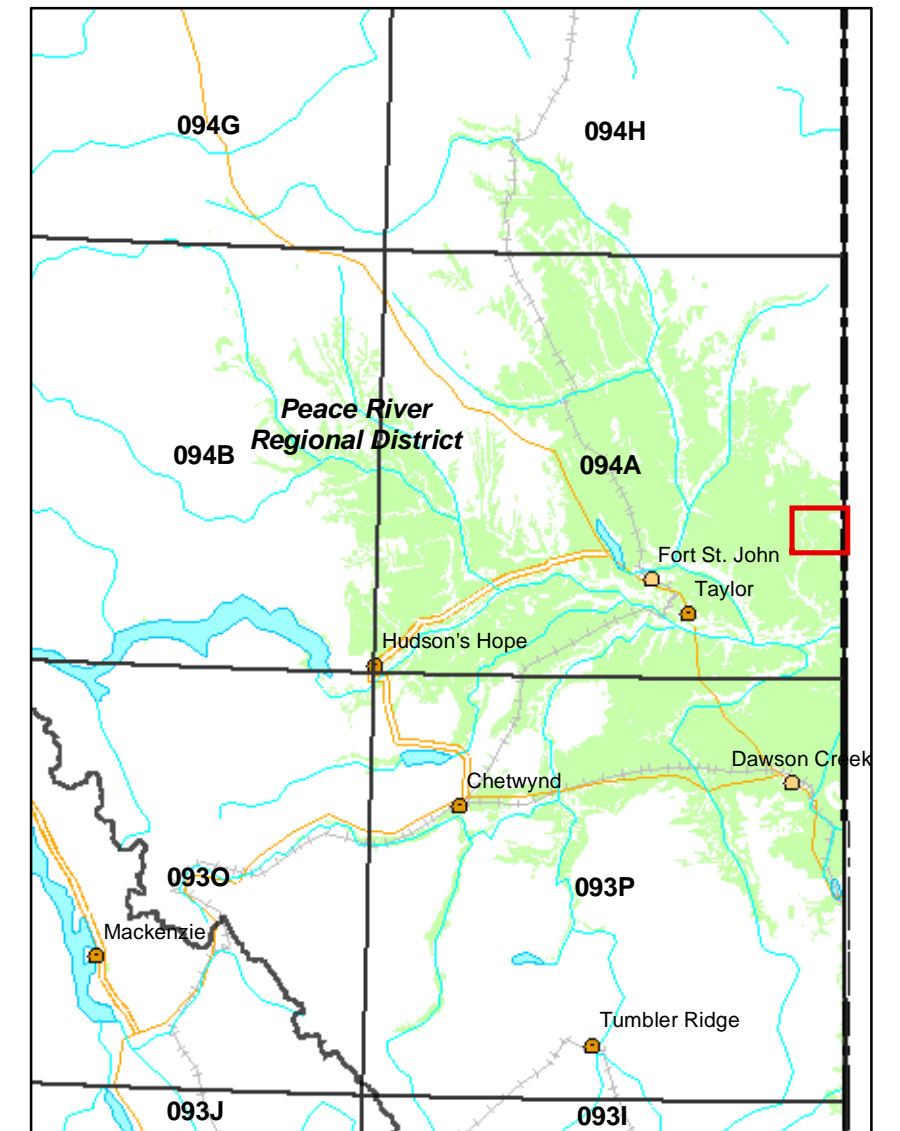 094G
094H
Peace River
Regional District
094B
094A
Fort St. John
Taylor
Hudson's Hope
Dawson Creek
Chetwynd
093O
093P
Mackenzie
Tumbler Ridge
093J
093I